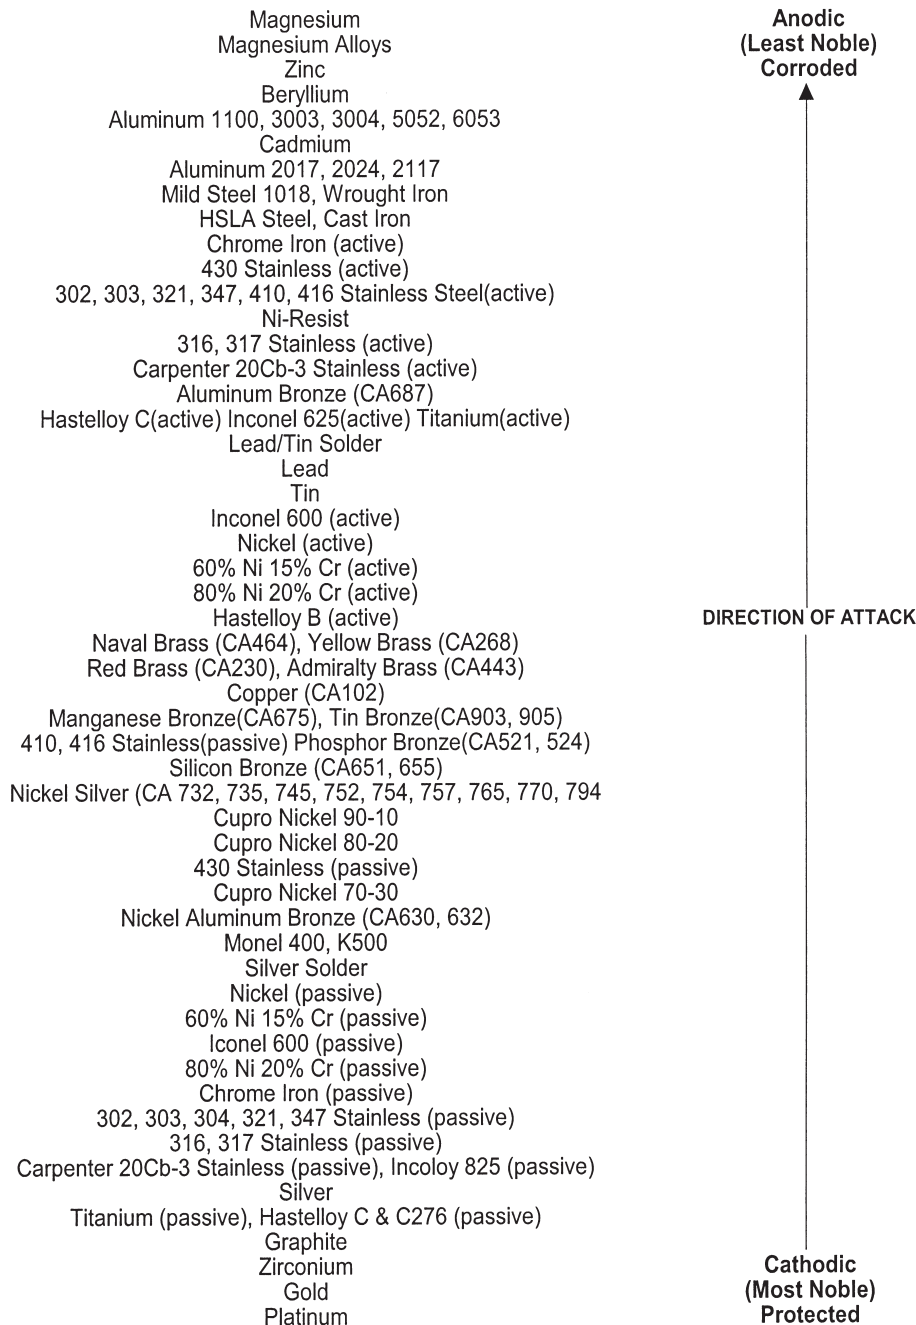 Magnesium
Magnesium Alloys
Zinc
Beryllium
Aluminum 1100, 3003, 3004, 5052, 6053
Cadmium
Aluminum 2017, 2024, 2117
Mild Steel 1018, Wrought Iron
HSLA Steel, Cast Iron
Chrome Iron (active)
430 Stainless (active)
302, 303, 321, 347, 410, 416 Stainless Steel(active)
Ni-Resist
316, 317 Stainless (active)
Carpenter 20Cb-3 Stainless (active)
Aluminum Bronze (CA687)
Hastelloy C(active) Inconel 625(active) Titanium(active)
Lead/Tin Solder
Lead
Tin
Inconel 600 (active)
Nickel (active)
60% Ni 15% Cr (active)
80% Ni 20% Cr (active)
Hastelloy B (active)
Naval Brass (CA464), Yellow Brass (CA268)
Red Brass (CA230), Admiralty Brass (CA443)
Copper (CA102)
Manganese Bronze(CA675), Tin Bronze(CA903, 905)
410, 416 Stainless(passive) Phosphor Bronze(CA521, 524)
Silicon Bronze (CA651, 655)
Nickel Silver (CA 732, 735, 745, 752, 754, 757, 765, 770, 794
Cupro Nickel 90-10
Cupro Nickel 80-20
430 Stainless (passive)
Cupro Nickel 70-30
Nickel Aluminum Bronze (CA630, 632)
Monel 400, K500
Silver Solder
Nickel (passive)
60% Ni 15% Cr (passive)
Iconel 600 (passive)
80% Ni 20% Cr (passive)
Chrome Iron (passive)
302, 303, 304, 321, 347 Stainless (passive)
316, 317 Stainless (passive)
Carpenter 20Cb-3 Stainless (passive), Incoloy 825 (passive)
Silver
Titanium (passive), Hastelloy C & C276 (passive)
Graphite
Zirconium
Gold
Platinum
Anodic
(Least Noble)
Corroded
DIRECTION OF ATTACK
Cathodic
(Most Noble)
Protected